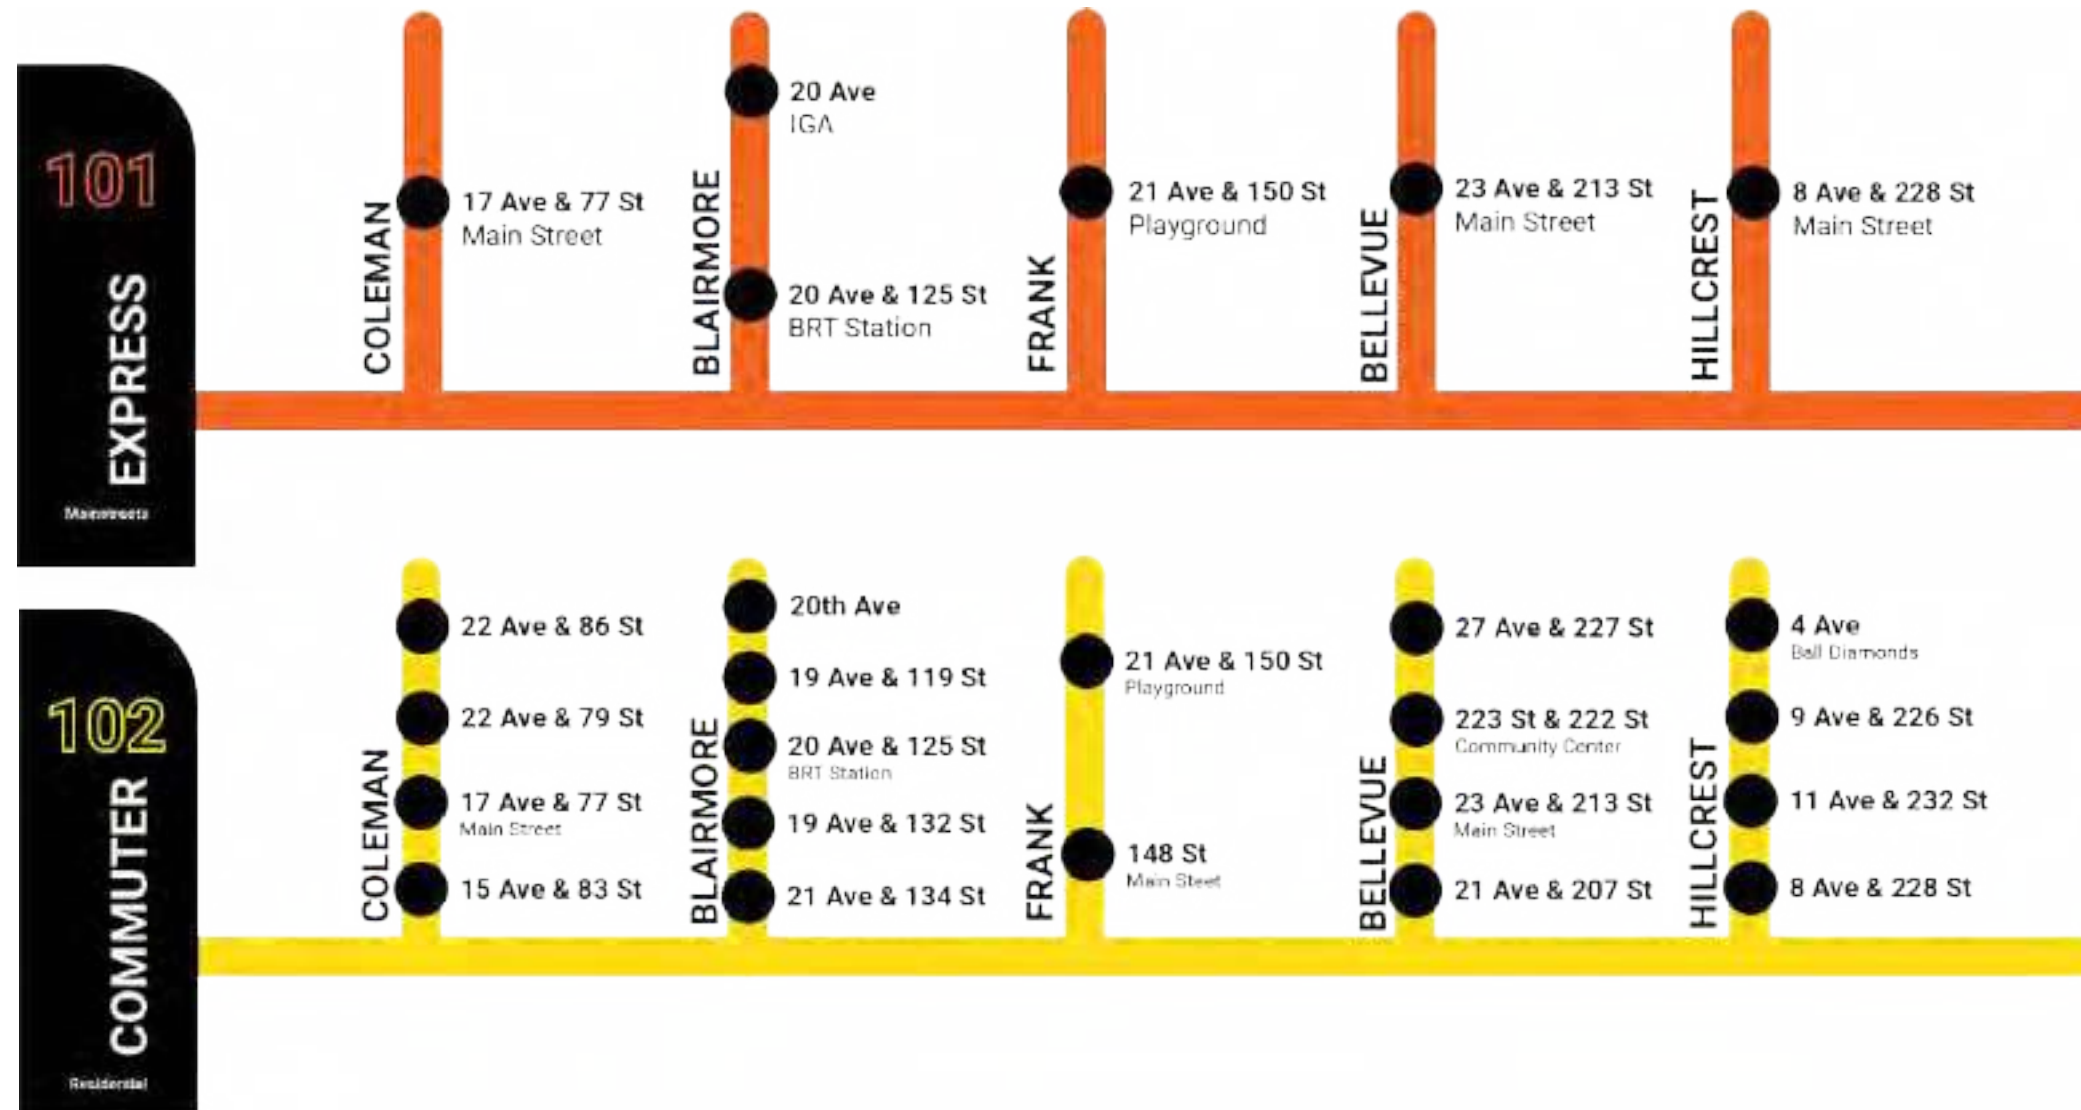 101
EXPRESS
Mainstreets
COLEMAN
17 Ave & 77 St
Main Street
BLAIRMORE
20 Ave
IGA
20 Ave & 125 St
BRT Station
FRANK
21 Ave & 150 St
Playground
BELLEVUE
23 Ave & 213 St
Main Street
HILLCREST
8 Ave & 228 St
Main Street
102
COMMUTER
Residential
COLEMAN
22 Ave & 86 St
22 Ave & 79 St
17 Ave & 77 St
Main Street
15 Ave & 83 St
BLAIRMORE
20th Ave
19 Ave & 119 St
20 Ave & 125 St
BRT Station
19 Ave & 132 St
21 Ave & 134 St
FRANK
21 Ave & 150 St
Playground
148 St
Main Steet
BELLEVUE
27 Ave & 227 St
223 St & 222 St
Community Center
23 Ave & 213 St
Main Street
21 Ave & 207 St
HILLCREST
4 Ave
Ball Diamonds
9 Ave & 226 St
11 Ave & 232 St
8 Ave & 228 St